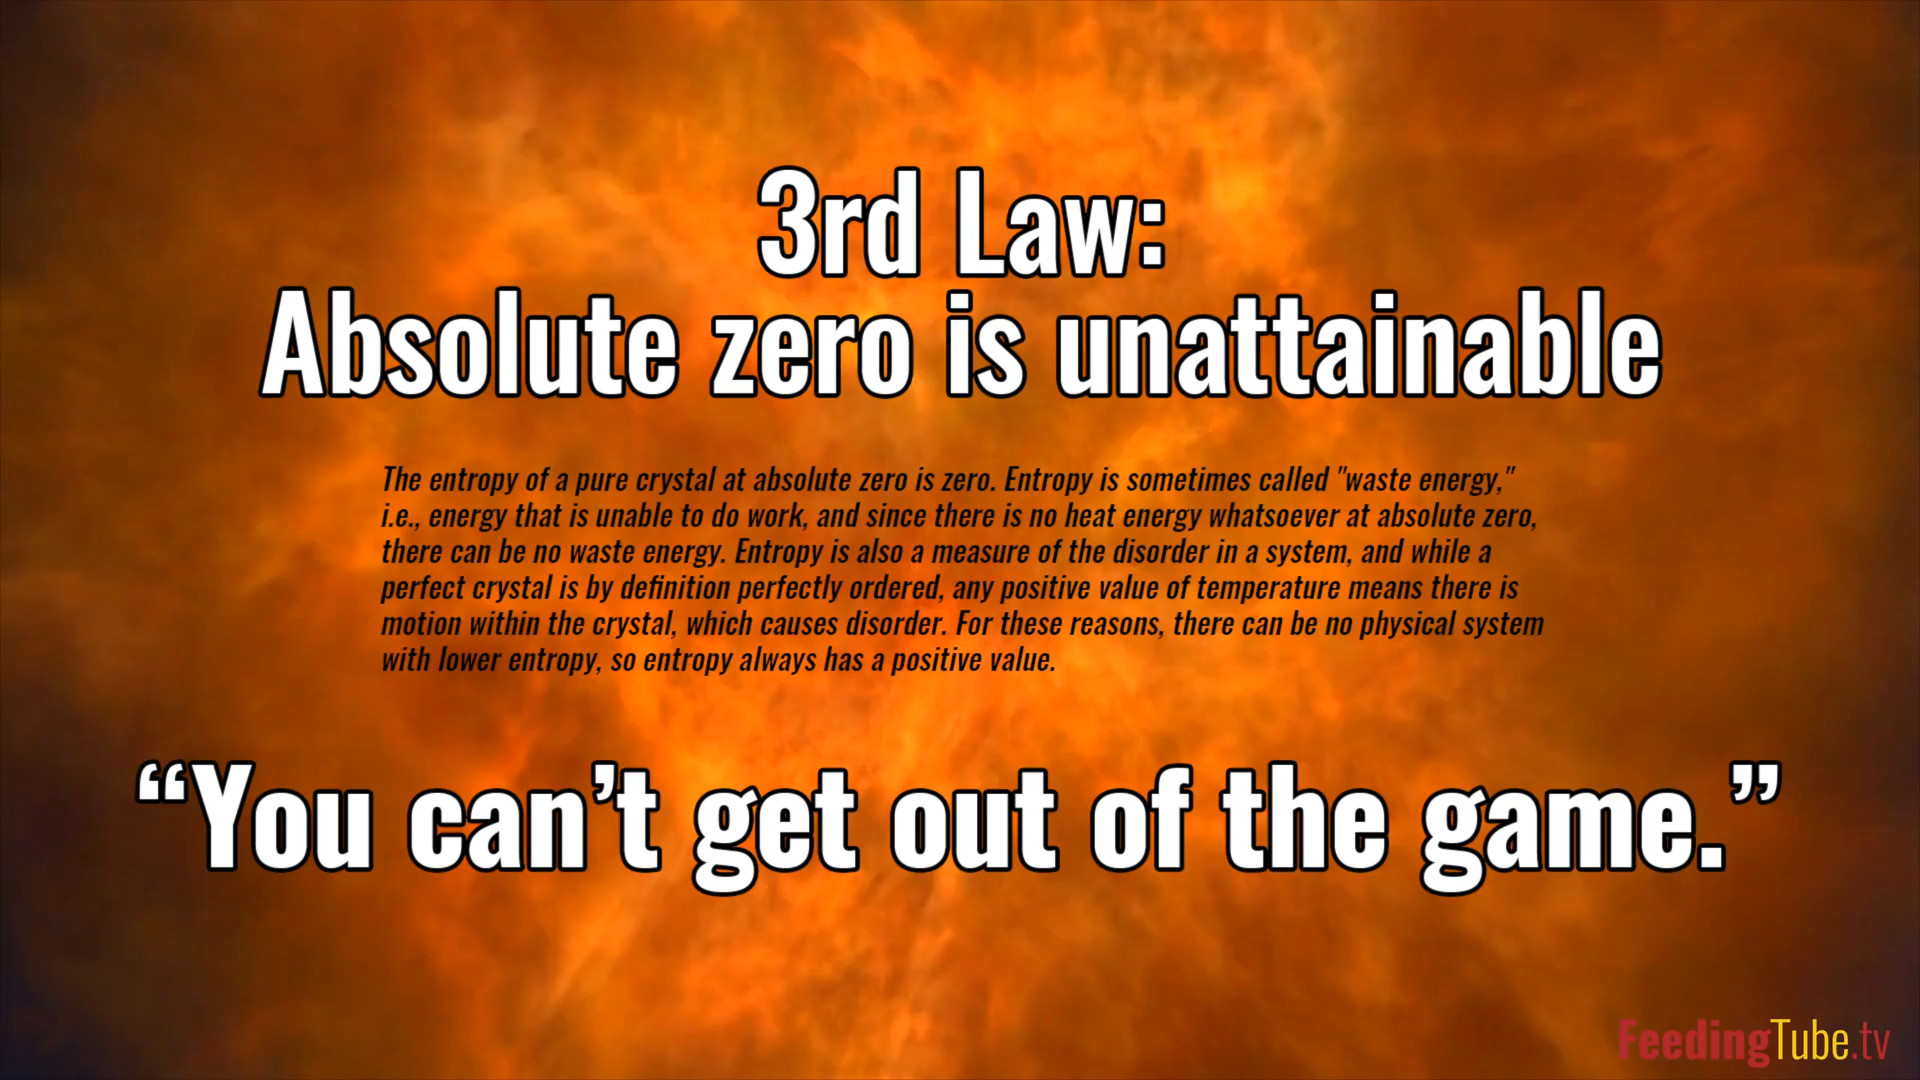 3rd Law:
Absolute zero is unattainable
The entropy of a pure crystal at absolute zero is zero. Entropy is sometimes called "waste energy,"
i.e., energy that is unable to do work, and since there is no heat energy whatsoever at absolute zero,
there can be no waste energy. Entropy is also a measure of the disorder in a system, and while a
perfect crystal is by definition perfectly ordered, any positive value of temperature means there is
motion within the crystal, which causes disorder. For these reasons, there can be no physical system
with lower entropy, so entropy always has a positive value.
“You can’t get out of the game.”
FeedingTube.tv